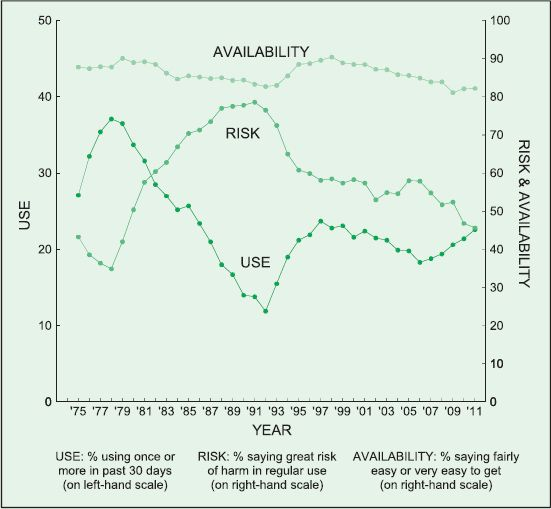 50
40
30
20
10
0
USE
100
90
80
70
60
50
40
30
20
10
0
RISK & AVAILABILITY
AVAILABILITY
RISK
USE
'75 '77 '79 '81 '83 '85 '87 '89 '91 '93 '95 '97 '99 '01 '03 '05 '07 '09 '11
YEAR
USE: % using once or
more in past 30 days
(on left-hand scale)
RISK: % saying great risk
of harm in regular use
(on right-hand scale)
AVAILABILITY: % saying fairly
easy or very easy to get
(on right-hand scale)